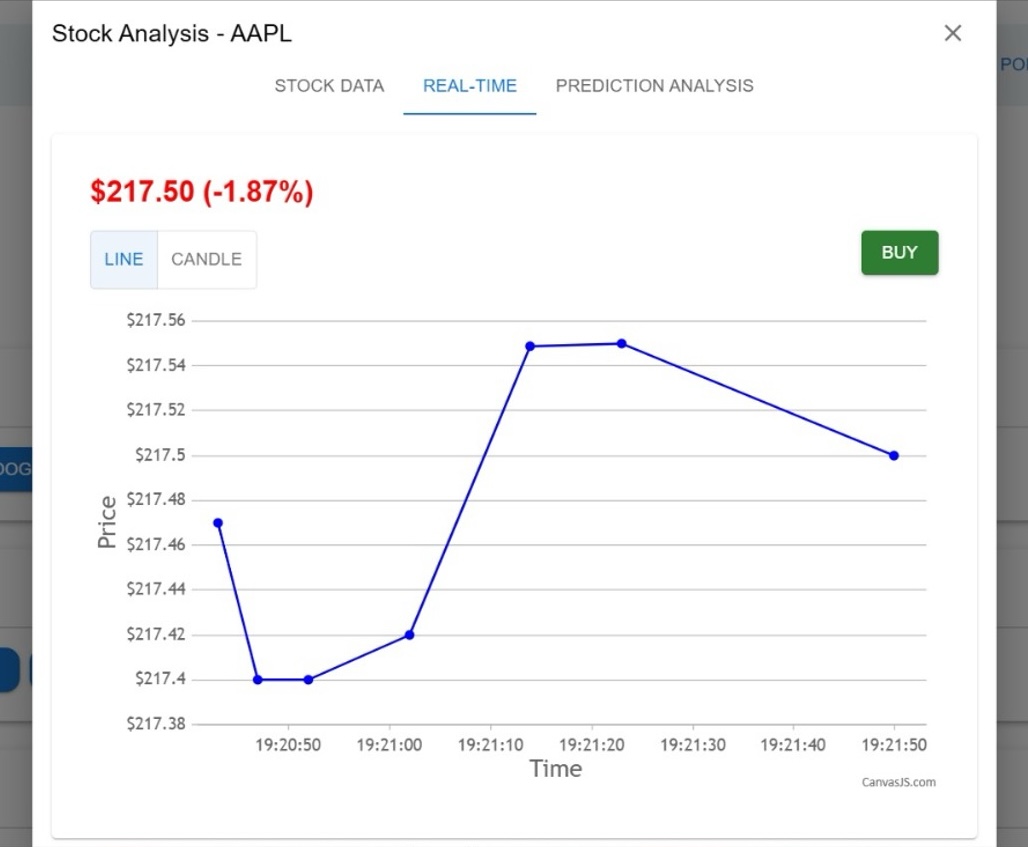 Stock Analysis - AAPL
STOCK DATA
REAL-TIME
PREDICTION ANALYSIS
$217.50 (-1.87%)
LINE
CANDLE
BUY
$217.56
$217.54
$217.52
$217.5
$217.48
$217.46
$217.44
$217.42
$217.4
$217.38
Price
19:20:50
19:21:00
19:21:10
19:21:20
19:21:30
19:21:40
19:21:50
Time
CanvasJS.com